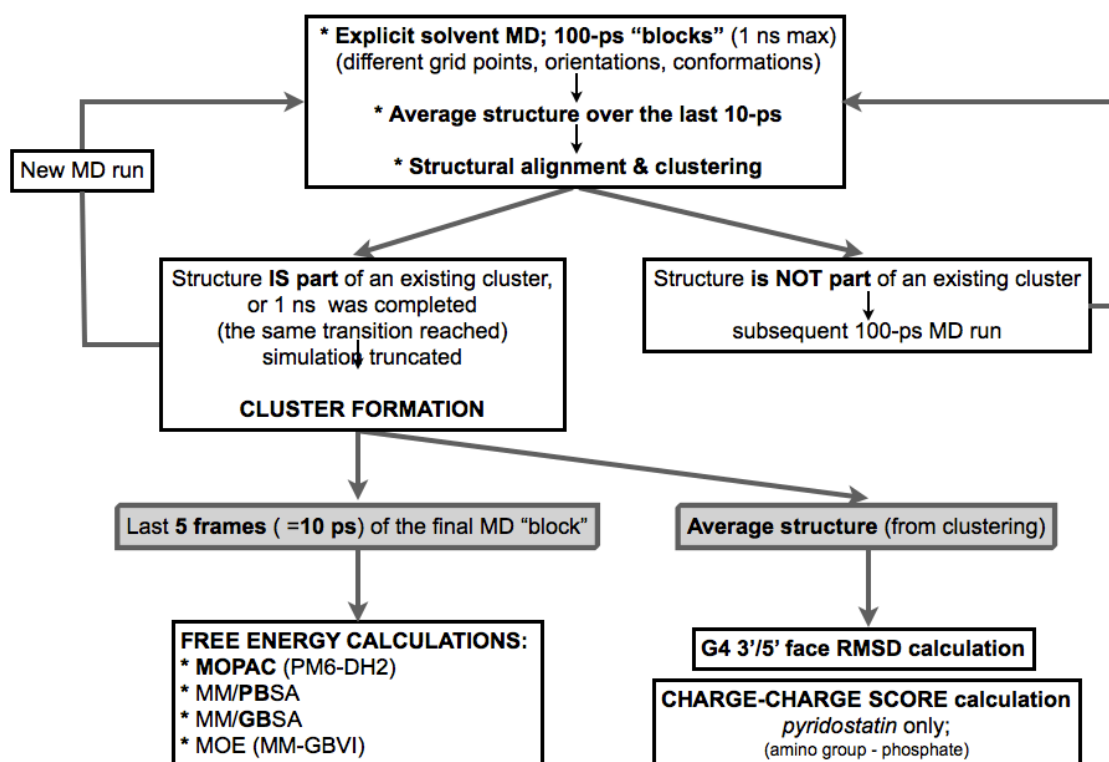 * Explicit solvent MD; 100-ps “blocks” (1 ns max)
(different grid points, orientations, conformations)
* Average structure over the last 10-ps
* Structural alignment & clustering
New MD run
Structure IS part of an existing cluster,
or 1 ns was completed
(the same transition reached)
simulation truncated
CLUSTER FORMATION
Structure is NOT part of an existing cluster
subsequent 100-ps MD run
Last 5 frames ( =10 ps) of the final MD “block”
Average structure (from clustering)
FREE ENERGY CALCULATIONS:
* MOPAC (PM6-DH2)
* MM/PBSA
* MM/GBSA
* MOE (MM-GBVI)
G4 3’/5’ face RMSD calculation
CHARGE-CHARGE SCORE calculation
pyridostatin only;
(amino group - phosphate)